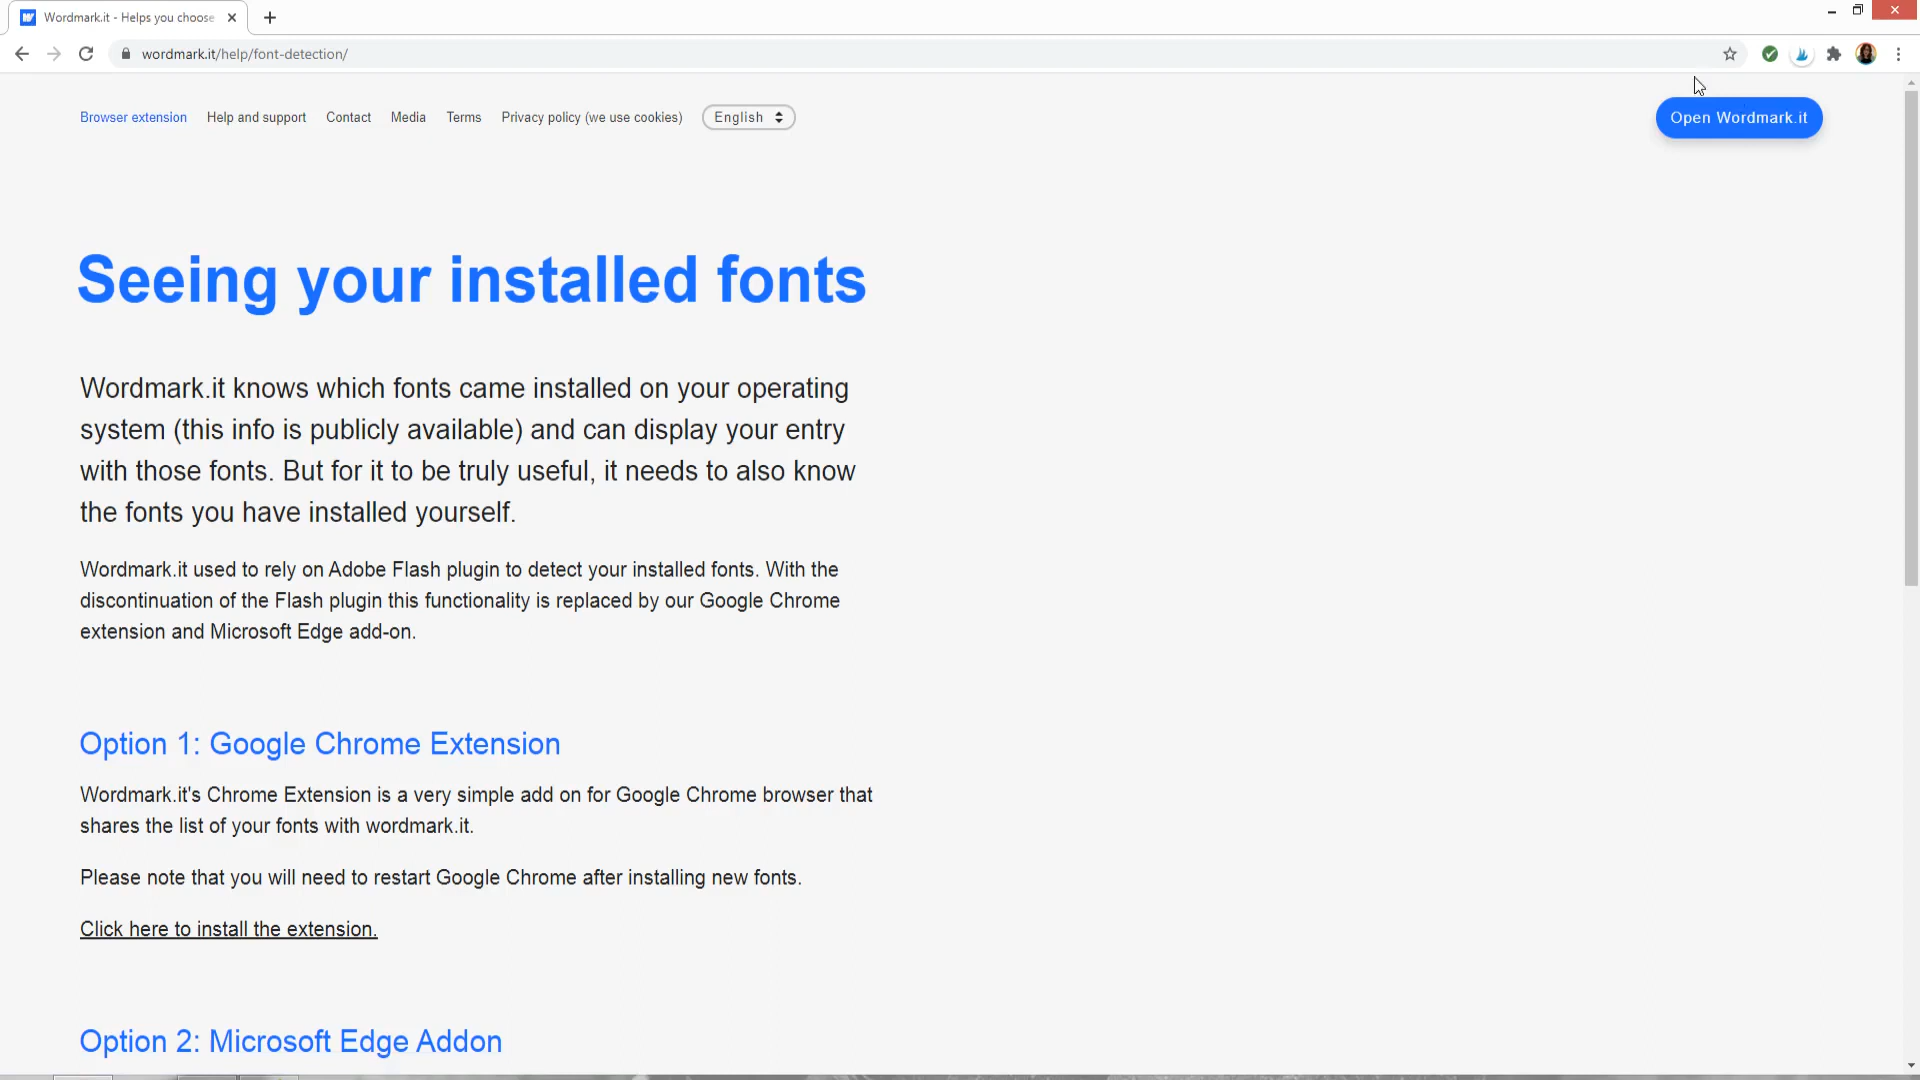 Wordmark.it - Helps you choose
wordmark.it/help/font-detection/
Browser extension Help and support Contact Media Terms Privacy policy (we use cookies) English
Open Wordmark.it
Seeing your installed fonts
Wordmark.it knows which fonts came installed on your operating
system (this info is publicly available) and can display your entry
with those fonts. But for it to be truly useful, it needs to also know
the fonts you have installed yourself.
Wordmark.it used to rely on Adobe Flash plugin to detect your installed fonts. With the
discontinuation of the Flash plugin this functionality is replaced by our Google Chrome
extension and Microsoft Edge add-on.
Option 1: Google Chrome Extension
Wordmark.it's Chrome Extension is a very simple add on for Google Chrome browser that
shares the list of your fonts with wordmark.it.
Please note that you will need to restart Google Chrome after installing new fonts.
Click here to install the extension.
Option 2: Microsoft Edge Addon